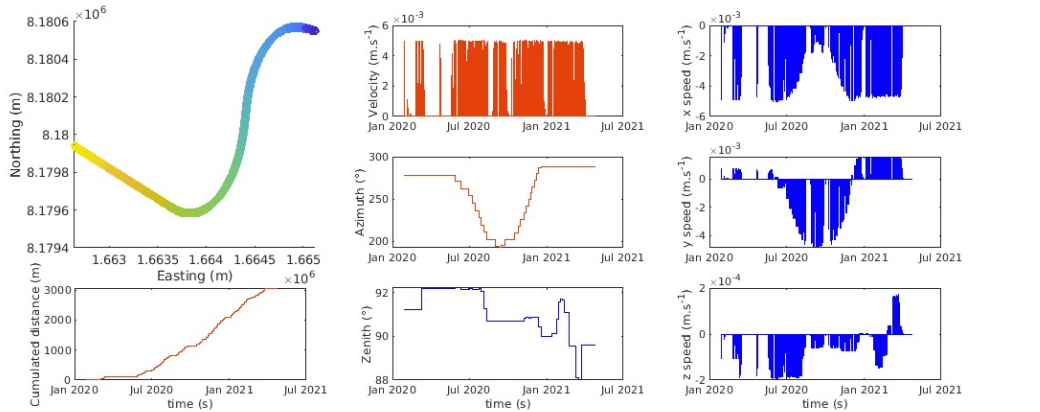 8.1806 ×10⁶
8.1804
8.1802
8.18
8.1798
8.1796
8.1794
Northing (m)
1.663 1.6635 1.664 1.6645 1.665
Easting (m) ×10⁶
3000
2000
1000
0
Cumulated distance (m)
Jan 2020 Jul 2020 Jan 2021 Jul 2021
time (s)
6 ×10⁻³
4
2
0
Velocity (m.s⁻¹)
Jan 2020 Jul 2020 Jan 2021 Jul 2021
300
250
200
Azimuth (°)
Jan 2020 Jul 2020 Jan 2021 Jul 2021
92
90
88
Zenith (°)
Jan 2020 Jul 2020 Jan 2021 Jul 2021
time (s)
0 ×10⁻³
-2
-4
-6
x speed (m.s⁻¹)
Jan 2020 Jul 2020 Jan 2021 Jul 2021
×10⁻³
0
-2
-4
y speed (m.s⁻¹)
Jan 2020 Jul 2020 Jan 2021 Jul 2021
2 ×10⁻⁴
0
-2
z speed (m.s⁻¹)
Jan 2020 Jul 2020 Jan 2021 Jul 2021
time (s)